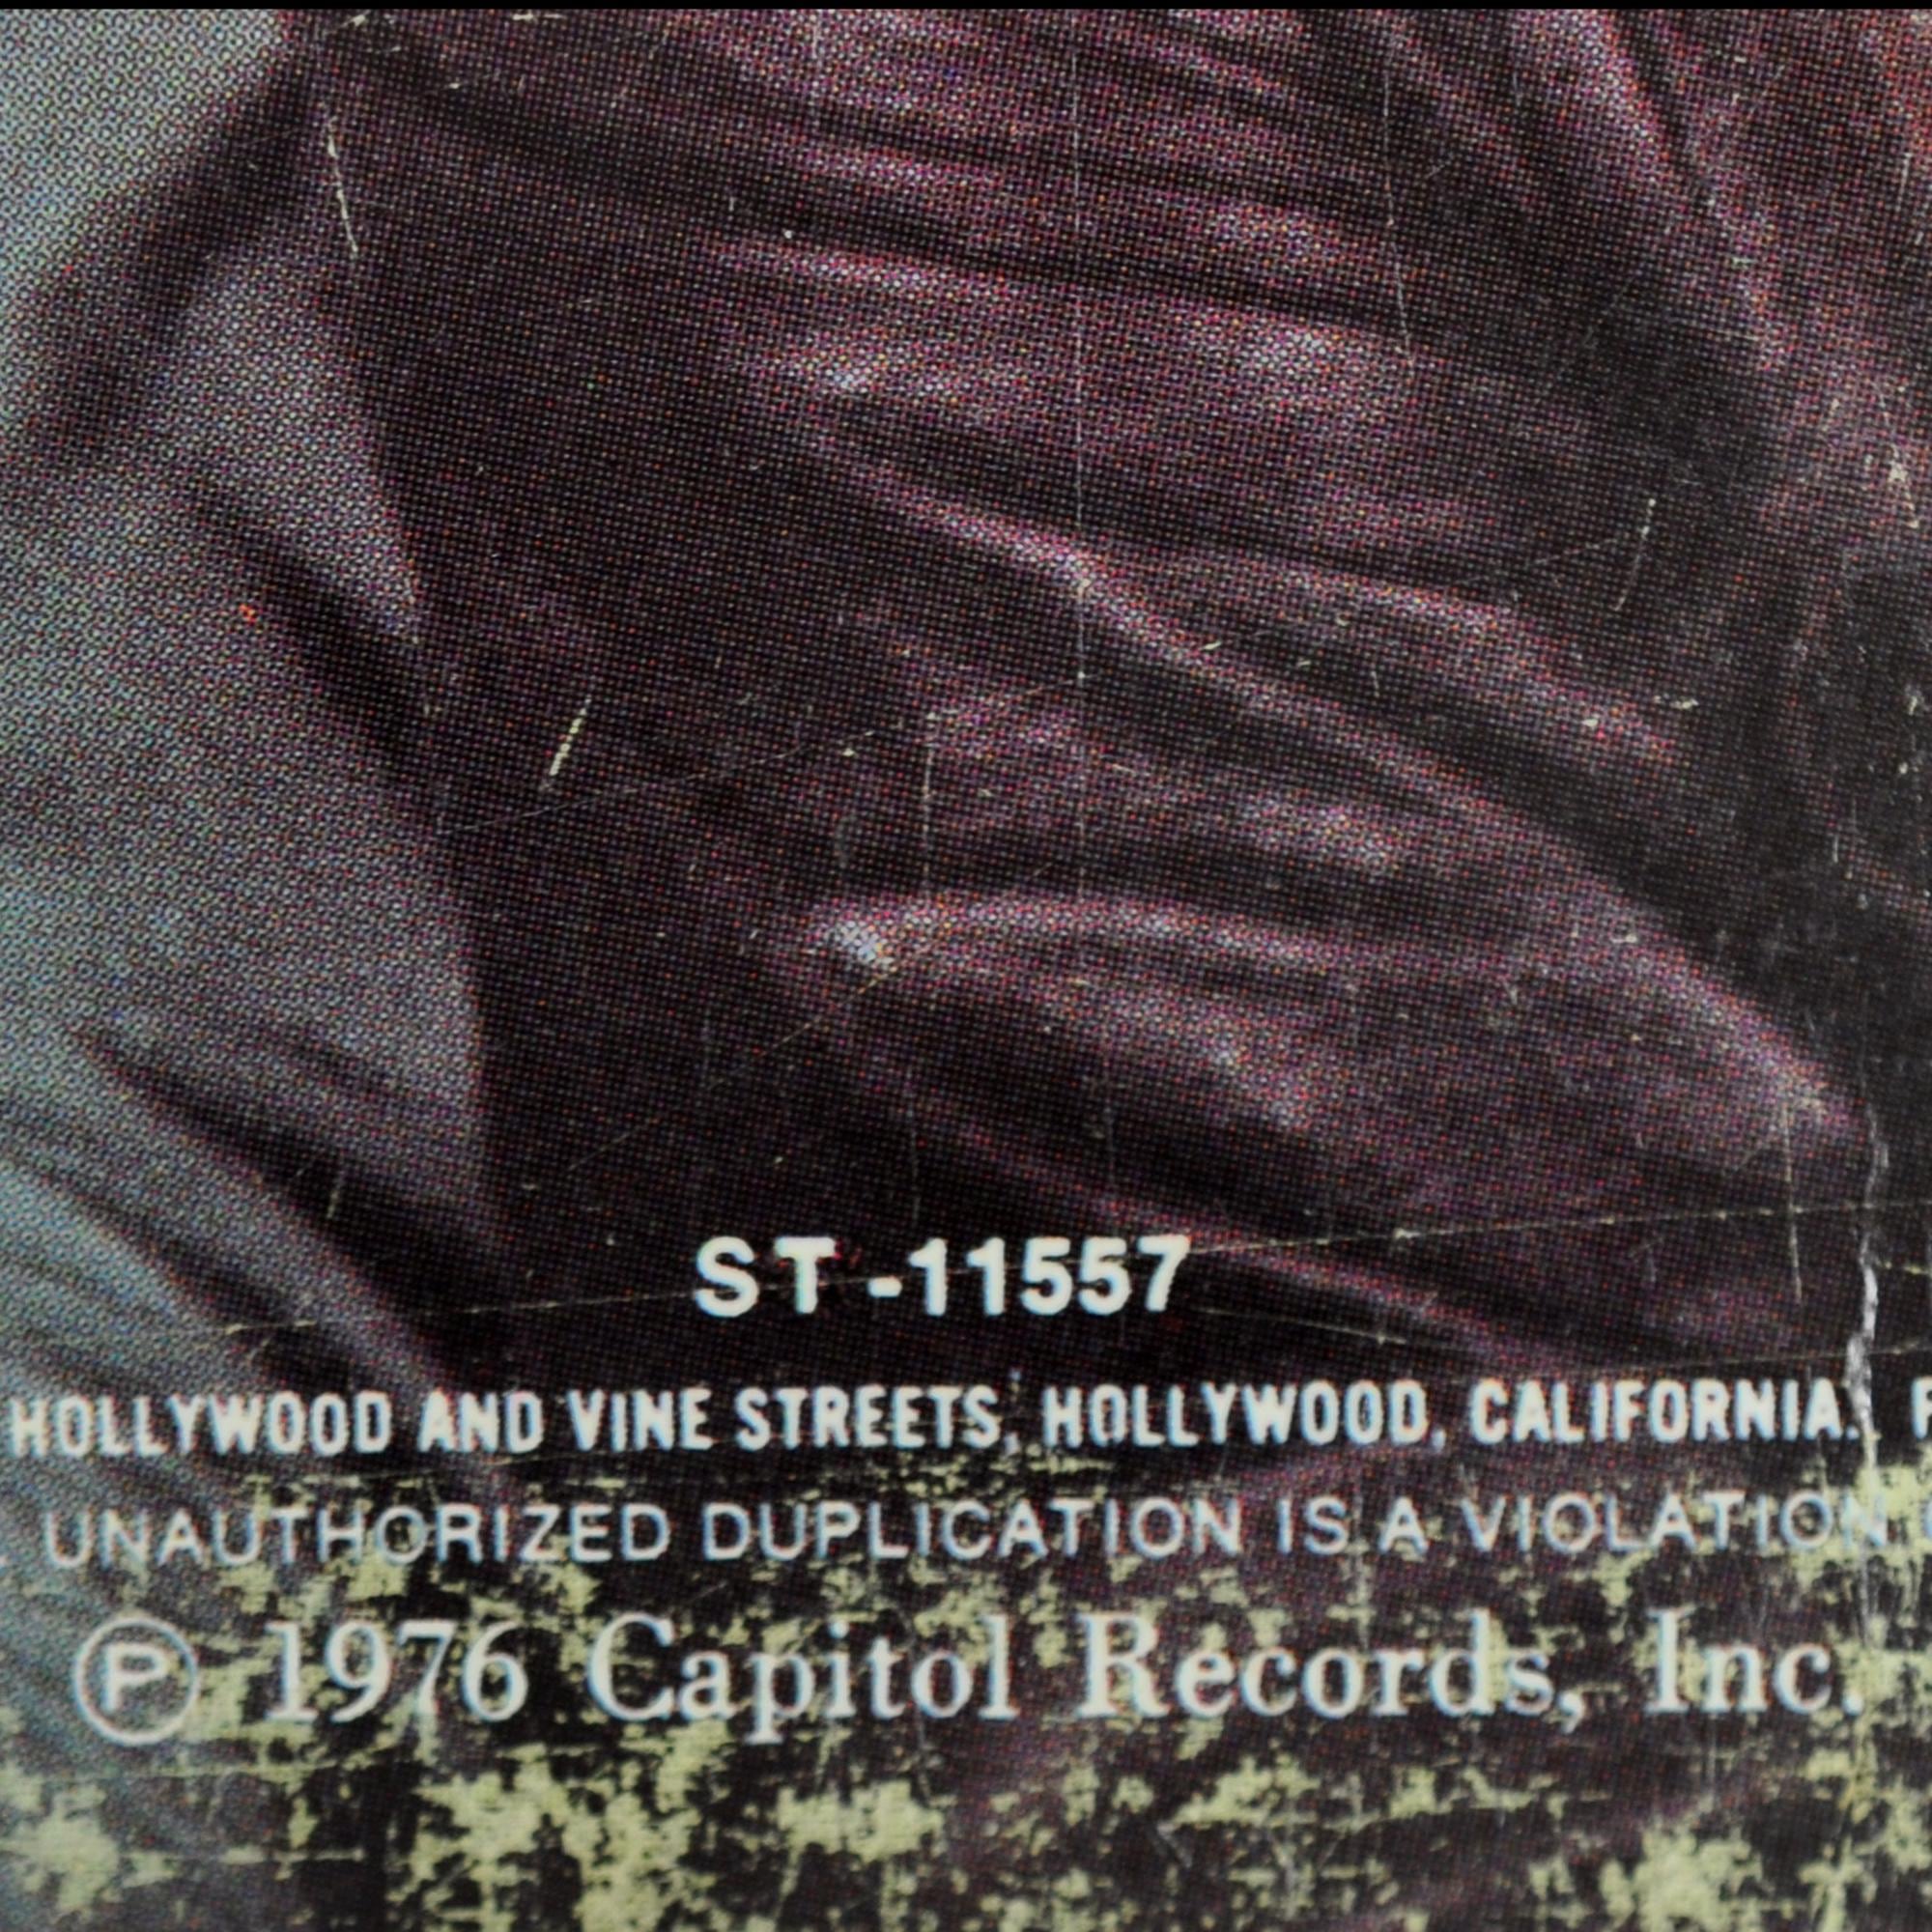 ST-11557
HOLLYWOOD AND VINE STREETS, HOLLYWOOD, CALIFORNIA.
UNAUTHORIZED DUPLICATION IS A VIOLATION
Ⓟ 1976 Capitol Records, Inc.